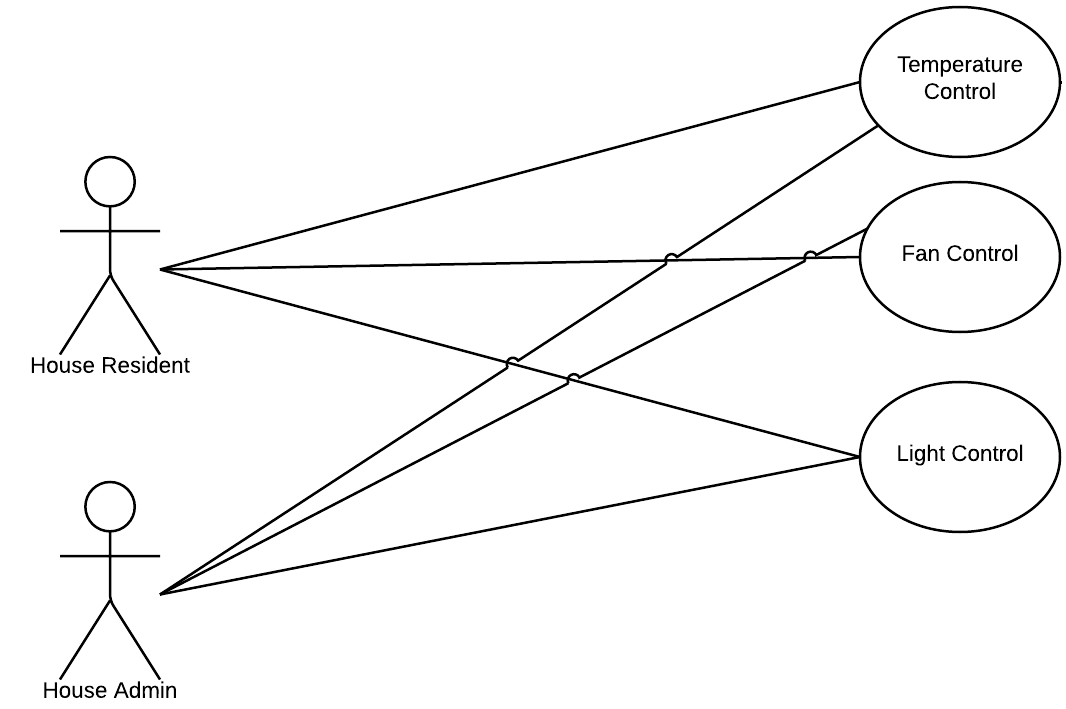 Temperature
Control
Fan Control
House Resident
Light Control
House Admin